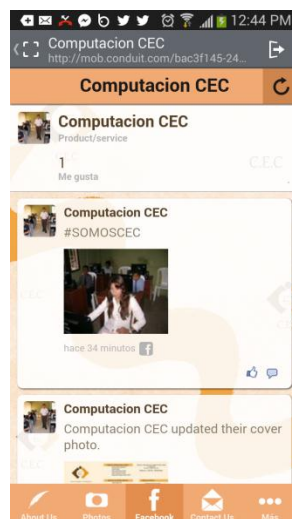 12:44 PM
Computacion CEC
http://mob.conduit.com/bac3f145-24...
Computacion CEC
Computacion CEC
Product/service
1
Me gusta
C.E.C
Computacion CEC
#SOMOSCEC
hace 34 minutos
Computacion CEC
Computacion CEC updated their cover
photo.
About Us
Photos
Facebook
Contact Us
Más